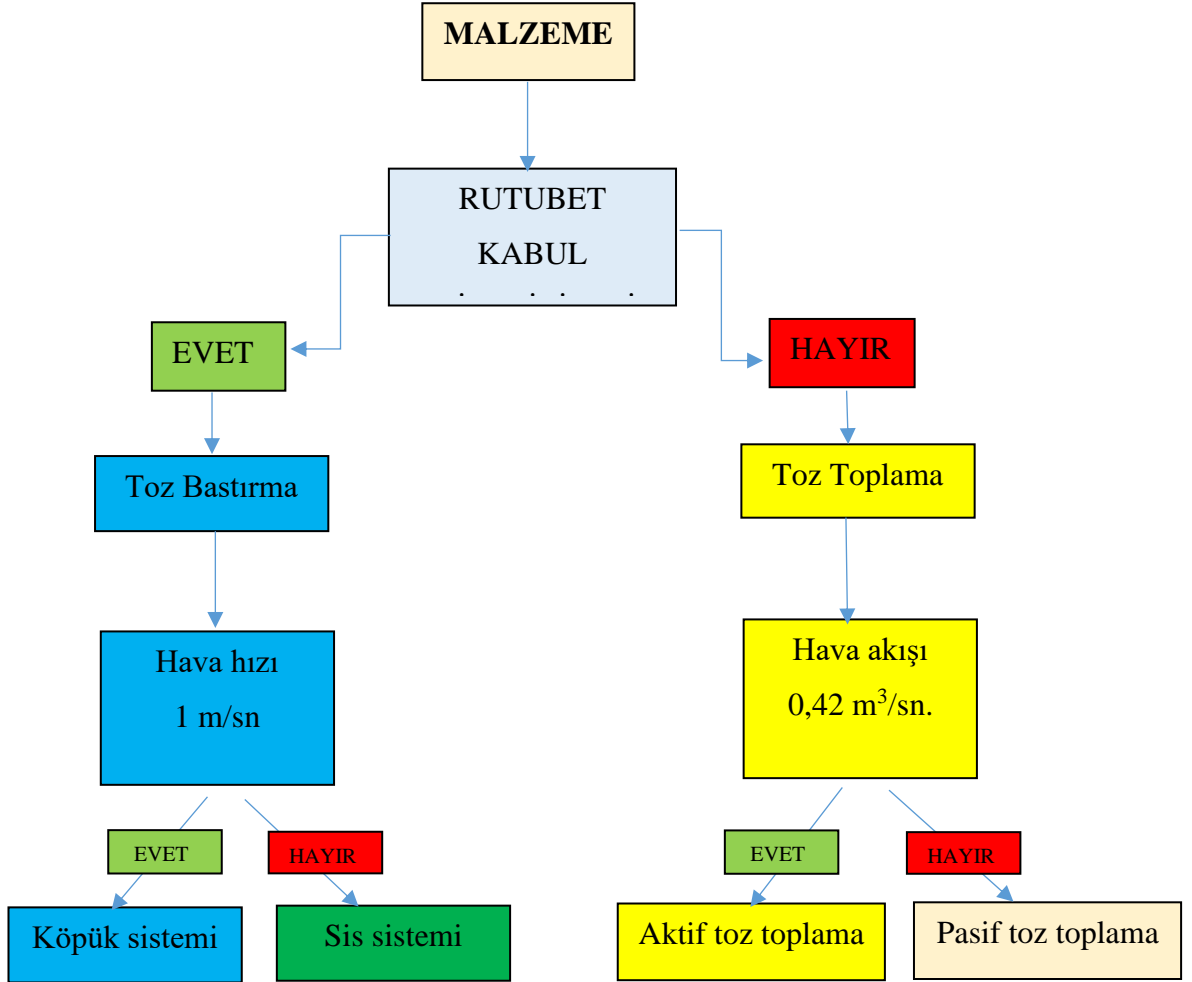 MALZEME
RUTUBET
KABUL
EVET
HAYIR
Toz Bastırma
Toz Toplama
Hava hızı
1 m/sn
Hava akışı
0,42 m³/sn.
EVET
HAYIR
EVET
HAYIR
Köpük sistemi
Sis sistemi
Aktif toz toplama
Pasif toz toplama